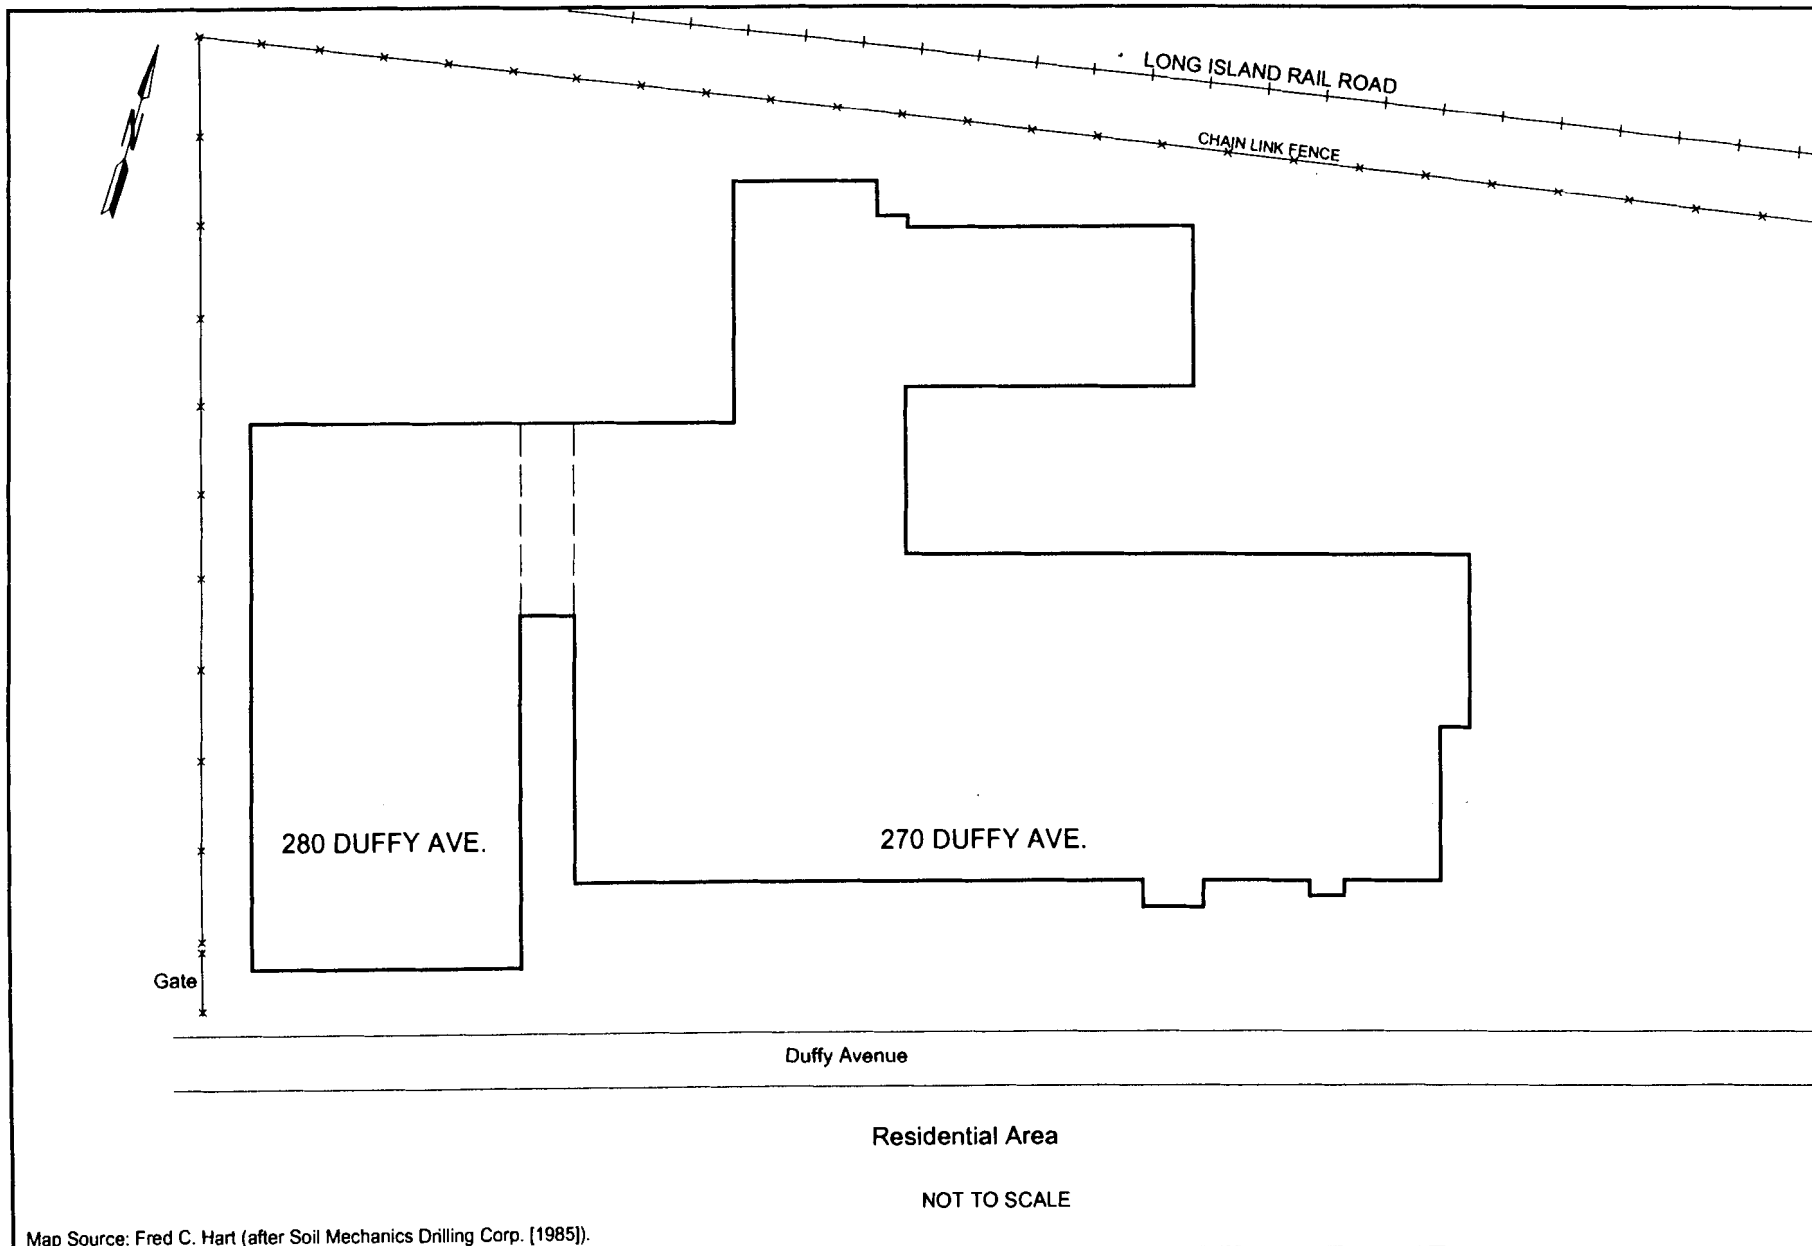 LONG ISLAND RAIL ROAD
N
CHAIN LINK FENCE
280 DUFFY AVE.
270 DUFFY AVE.
Gate
Duffy Avenue
Residential Area
NOT TO SCALE
Map Source: Fred C. Hart (after Soil Mechanics Drilling Corp. [1985]).